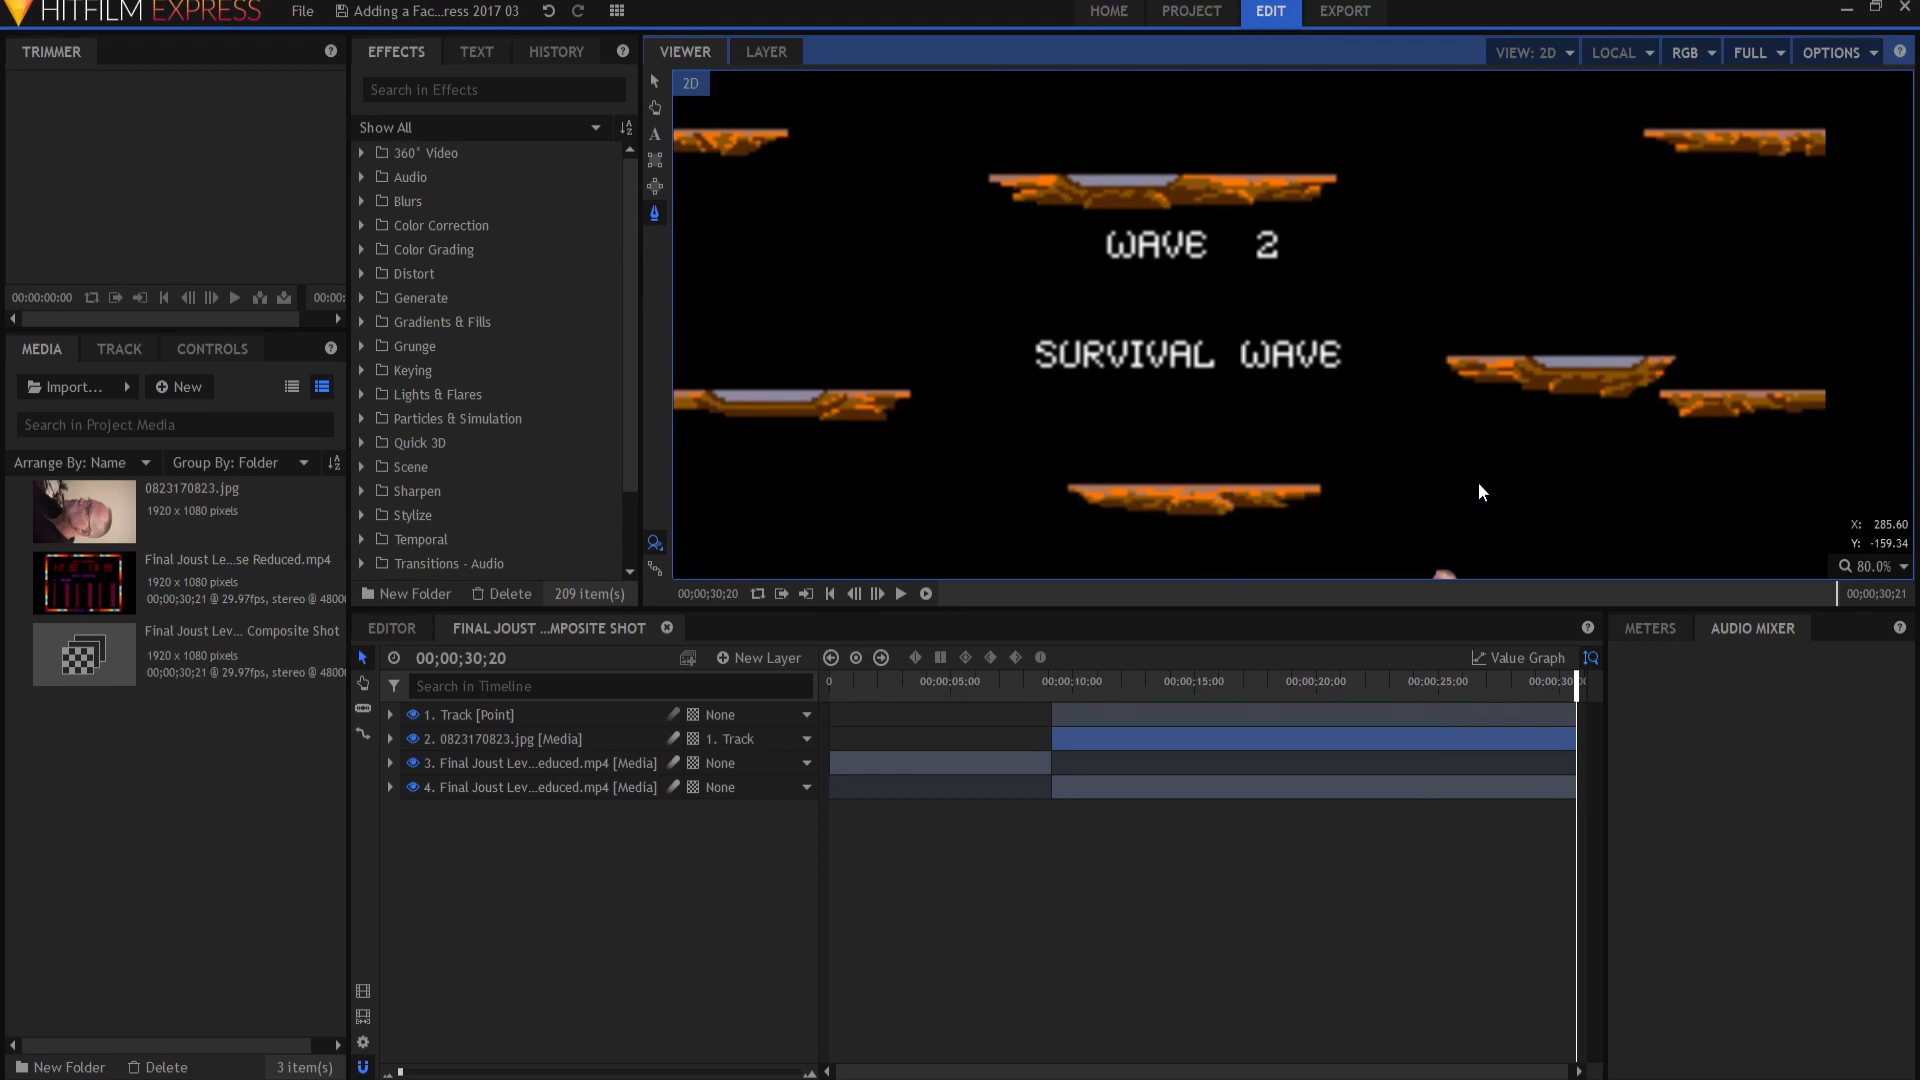 HITFILM EXPRESS
File
Adding a Fac...ress 2017 03
HOME
PROJECT
EDIT
EXPORT
TRIMMER
EFFECTS
TEXT
HISTORY
VIEWER
LAYER
VIEW: 2D
LOCAL
RGB
FULL
OPTIONS
2D
Search in Effects
Show All
360° Video
Audio
Blurs
Color Correction
Color Grading
Distort
Generate
Gradients & Fills
Grunge
Keying
Lights & Flares
Particles & Simulation
Quick 3D
Scene
Sharpen
Stylize
Temporal
Transitions - Audio
New Folder
Delete
209 item(s)
WAVE 2
SURVIVAL WAVE
X: 285.60
Y: -159.34
80.0%
00;00;30;20
00;00;30;21
00:00:00:00
00:00:
MEDIA
TRACK
CONTROLS
Import...
New
Search in Project Media
Arrange By: Name
Group By: Folder
0823170823.jpg
1920 x 1080 pixels
Final Joust Le...se Reduced.mp4
1920 x 1080 pixels
00;00;30;21 @ 29.97fps, stereo @ 4800
Final Joust Lev... Composite Shot
1920 x 1080 pixels
00;00;30;21 @ 29.97fps, stereo @ 4800
New Folder
Delete
3 item(s)
EDITOR
FINAL JOUST ...MPOSITE SHOT
00;00;30;20
New Layer
Value Graph
Search in Timeline
0
00;00;05;00
00;00;10;00
00;00;15;00
00;00;20;00
00;00;25;00
00;00;30;00
1. Track [Point]
None
2. 0823170823.jpg [Media]
1. Track
3. Final Joust Lev...educed.mp4 [Media]
None
4. Final Joust Lev...educed.mp4 [Media]
None
METERS
AUDIO MIXER